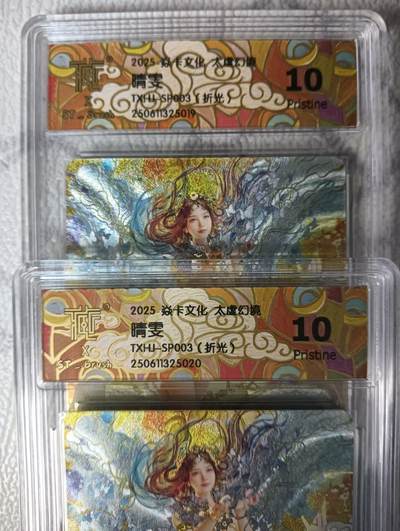 2025 焱卡文化 太虚幻境
晴雯
TXHJ-SP003（折光）
250611325019
10
Pristine
X
2025 焱卡文化 太虚幻境
晴雯
TXHJ-SP003（折光）
250611325020
10
Pristine
X